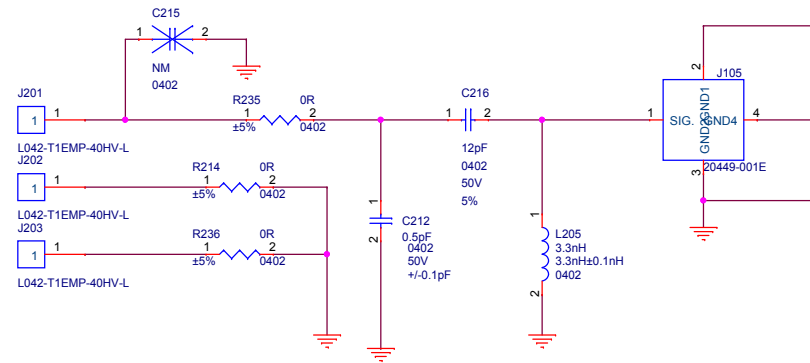 C215
1
2
NM
0402
J201
1
1
L042-T1EMP-40HV-L
R235
0R
1
2
±5%
0402
J202
1
1
L042-T1EMP-40HV-L
R214
0R
1
2
±5%
0402
J203
1
1
L042-T1EMP-40HV-L
R236
0R
1
2
±5%
0402
1
2
C212
0.5pF
0402
50V
+/-0.1pF
C216
1
2
12pF
0402
50V
5%
1
2
L205
3.3nH
3.3nH±0.1nH
0402
J105
2
1
SIG.
GND4
4
GND1
GND3
3
20449-001E